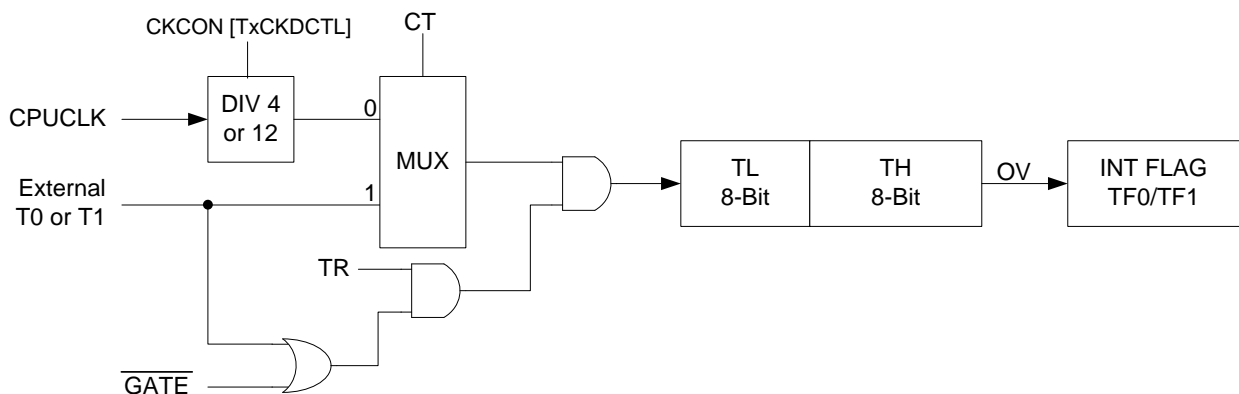 CKCON [TxCKDCTL]
CT
CPUCLK
DIV 4
or 12
0
MUX
External
T0 or T1
1
TL
8-Bit
TH
8-Bit
OV
INT FLAG
TF0/TF1
TR
GATE